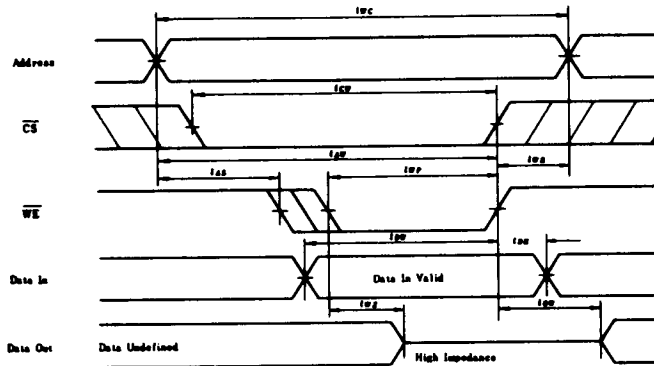 tWC
Address
tCW
CS
tAW
tWR
tAS
tWP
WE
tDW
tDH
Data In
Data In Valid
tWZ
tOW
Data Out
Data Undefined
High Impedance